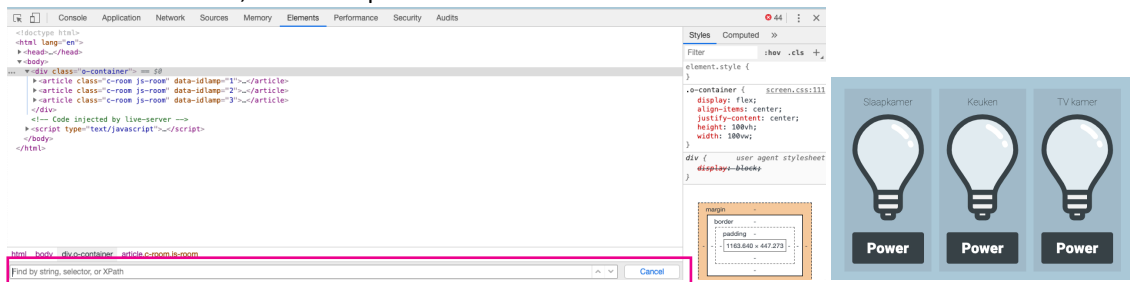 Console Application Network Sources Memory Elements Performance Security Audits 44
<!doctype html>
<html lang="en">
▶<head>…</head>
▼<body>
... ▼<div class="o-container"> == $0
▶<article class="c-room js-room" data-idlamp="1">…</article>
▶<article class="c-room js-room" data-idlamp="2">…</article>
▶<article class="c-room js-room" data-idlamp="3">…</article>
</div>
<!-- Code injected by live-server -->
▶<script type="text/javascript">…</script>
</body>
</html>
html body div.o-container article.c-room.js-room
Find by string, selector, or XPath Cancel
Styles Computed »
Filter :hov .cls +
element.style {
}
.o-container { screen.css:111
display: flex;
align-items: center;
justify-content: center;
height: 100vh;
width: 100vw;
}
div { user agent stylesheet
display: block;
}
margin -
border -
padding -
- - - 1163.640 × 447.273 - - -
-
-
Slaapkamer Keuken TV kamer
Power Power Power